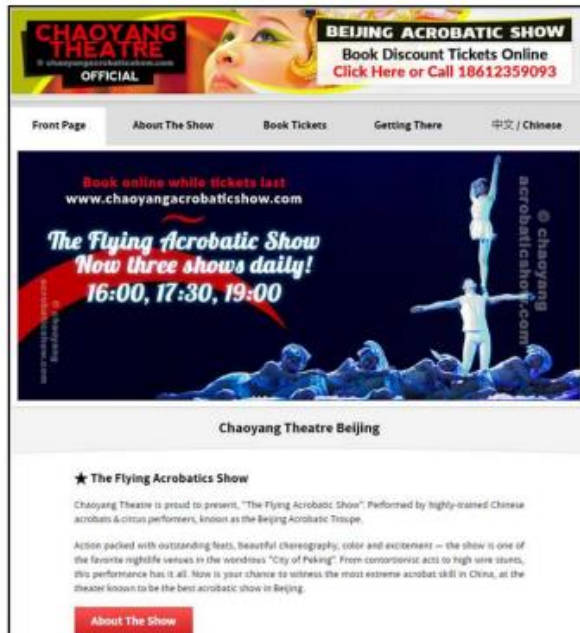 CHAOYANG
THEATRE
© chaoyangacrobaticshow.com
OFFICIAL
BEIJING ACROBATIC SHOW
Book Discount Tickets Online
Click Here or Call 18612359093
Front Page
About The Show
Book Tickets
Getting There
中文 / Chinese
Book online while tickets last
www.chaoyangacrobaticshow.com
The Flying Acrobatic Show
Now three shows daily!
16:00, 17:30, 19:00
© chaoyang
acrobaticshow.com
© chaoyang
acrobaticshow.com
Chaoyang Theatre Beijing
★ The Flying Acrobatics Show
Chaoyang Theatre is proud to present, "The Flying Acrobatic Show". Performed by highly-trained Chinese
acrobats & circus performers, known as the Beijing Acrobatic Troupe.
Action packed with outstanding feats, beautiful choreography, color and excitement — the show is one of
the favorite nightlife venues in the wondrous "City of Peking". From contortionist acts to high wire stunts,
this performance has it all. Now is your chance to witness the most extreme acrobat skill in China, at the
theater known to be the best acrobatic show in Beijing.
About The Show